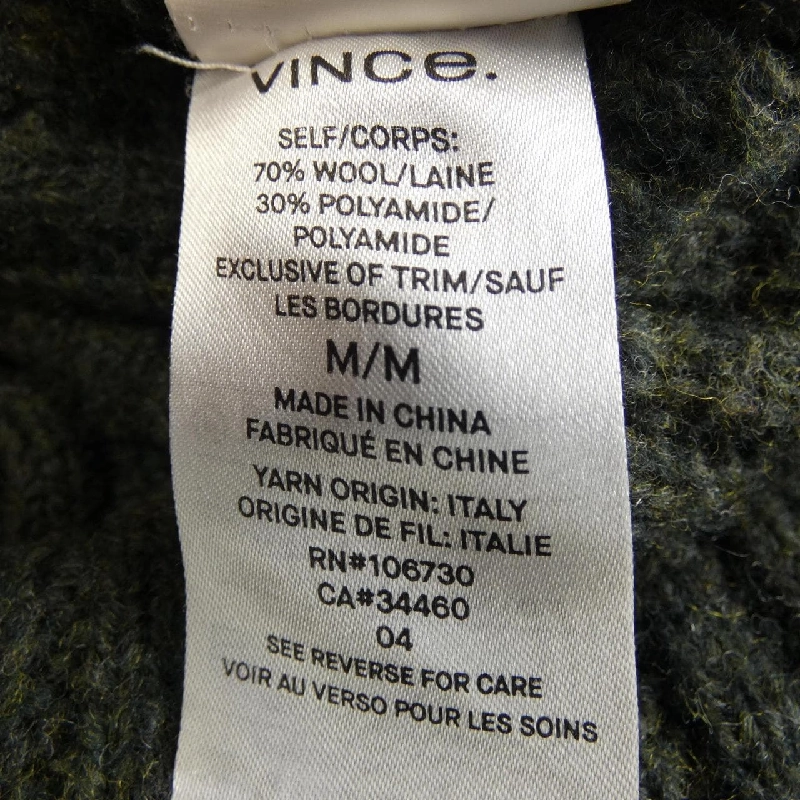 VINCe.
SELF/CORPS:
70% WOOL/LAINE
30% POLYAMIDE/
POLYAMIDE
EXCLUSIVE OF TRIM/SAUF
LES BORDURES
M/M
MADE IN CHINA
FABRIQUÉ EN CHINE
YARN ORIGIN: ITALY
ORIGINE DE FIL: ITALIE
RN#106730
CA#34460
04
SEE REVERSE FOR CARE
VOIR AU VERSO POUR LES SOINS